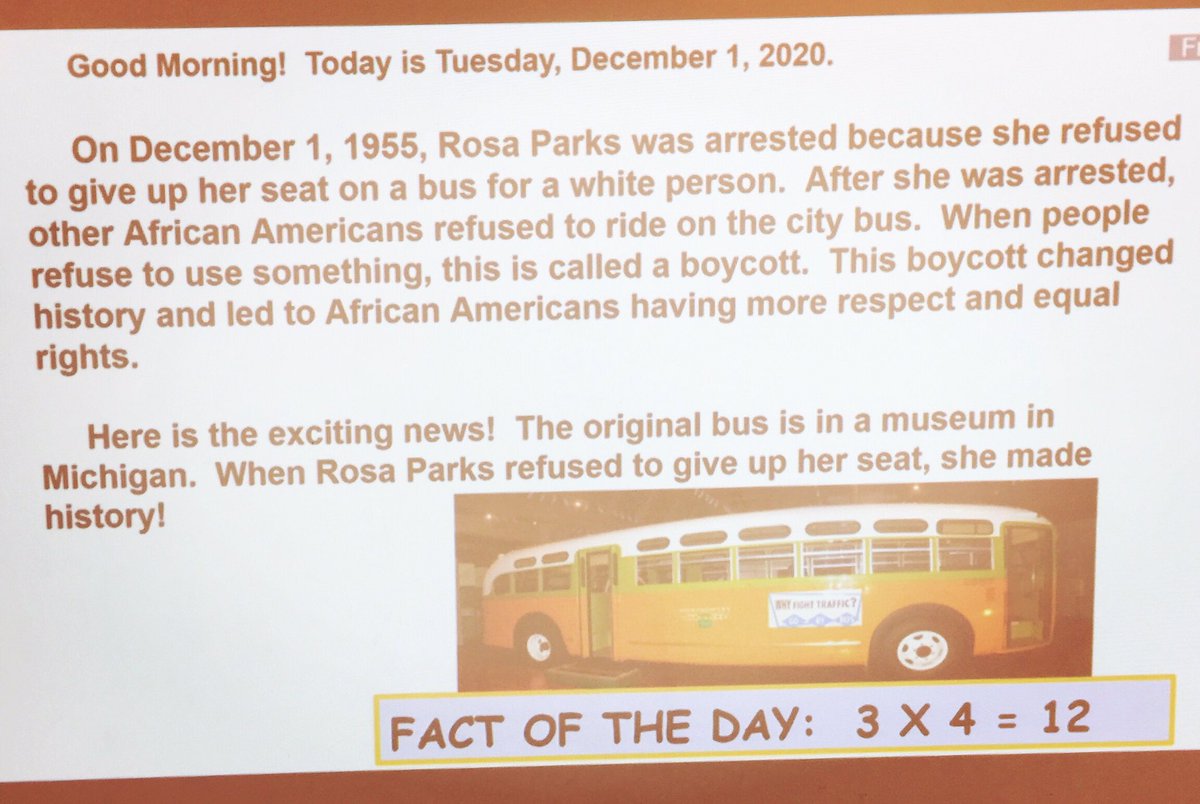 Good Morning! Today is Tuesday, December 1, 2020.
On December 1, 1955, Rosa Parks was arrested because she refused
to give up her seat on a bus for a white person. After she was arrested,
other African Americans refused to ride on the city bus. When people
refuse to use something, this is called a boycott. This boycott changed
history and led to African Americans having more respect and equal
rights.
Here is the exciting news! The original bus is in a museum in
Michigan. When Rosa Parks refused to give up her seat, she made
history!
WHY FIGHT TRAFFIC?
FACT OF THE DAY: 3 X 4 = 12